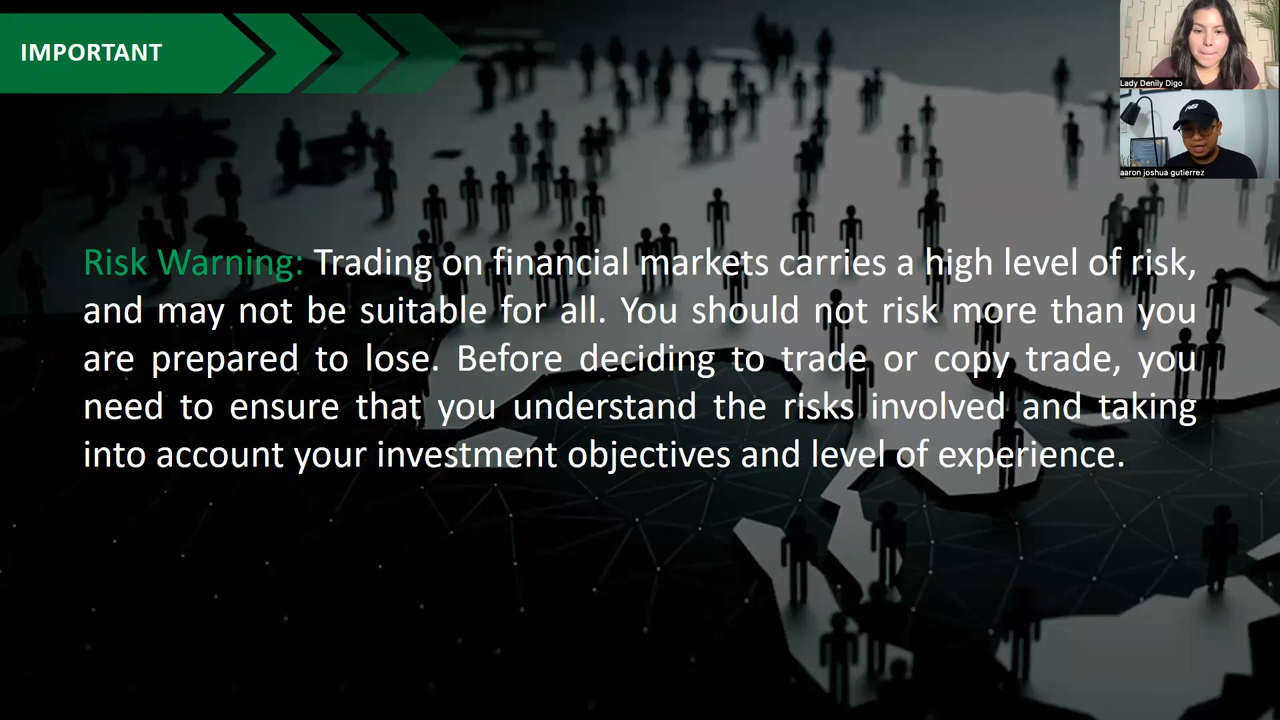 IMPORTANT
Lady Denily Digo
aaron joshua gutierrez
Risk Warning: Trading on financial markets carries a high level of risk,
and may not be suitable for all. You should not risk more than you
are prepared to lose. Before deciding to trade or copy trade, you
need to ensure that you understand the risks involved and taking
into account your investment objectives and level of experience.